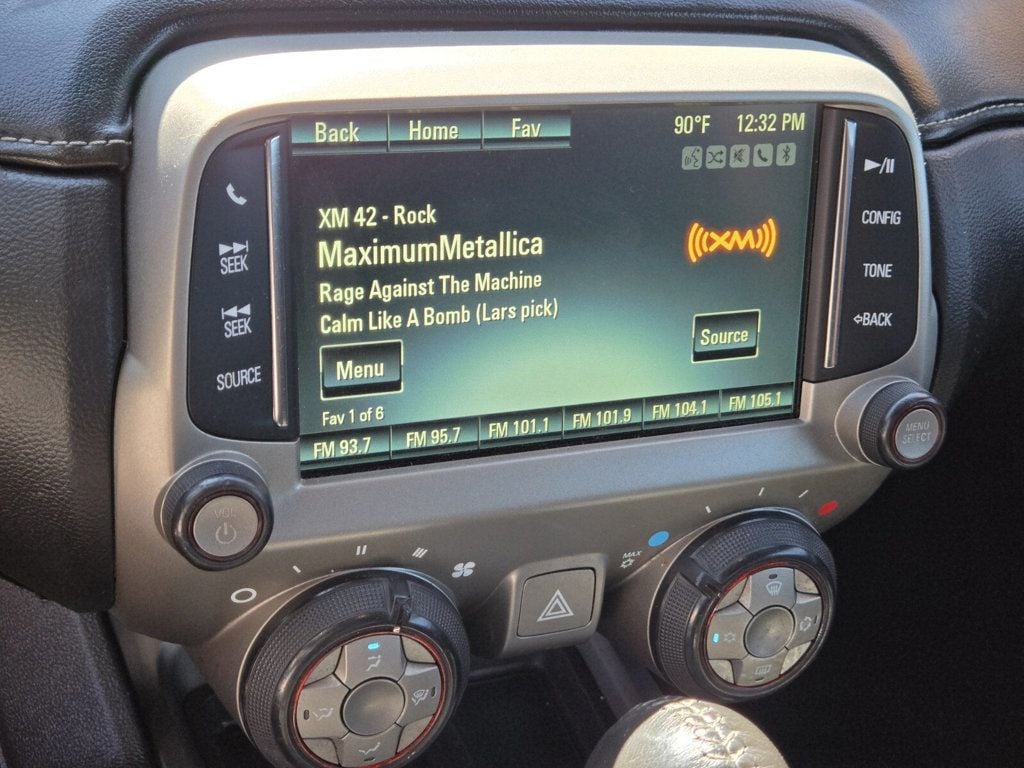 Back Home Fav 90°F 12:32 PM
XM 42 - Rock
MaximumMetallica
Rage Against The Machine
Calm Like A Bomb (Lars pick)
((XM))
Menu
Source
Fav 1 of 6
FM 93.7 FM 95.7 FM 101.1 FM 101.9 FM 104.1 FM 105.1
SEEK
SEEK
SOURCE
CONFIG
TONE
BACK
VOL
MENU
SELECT
MAX